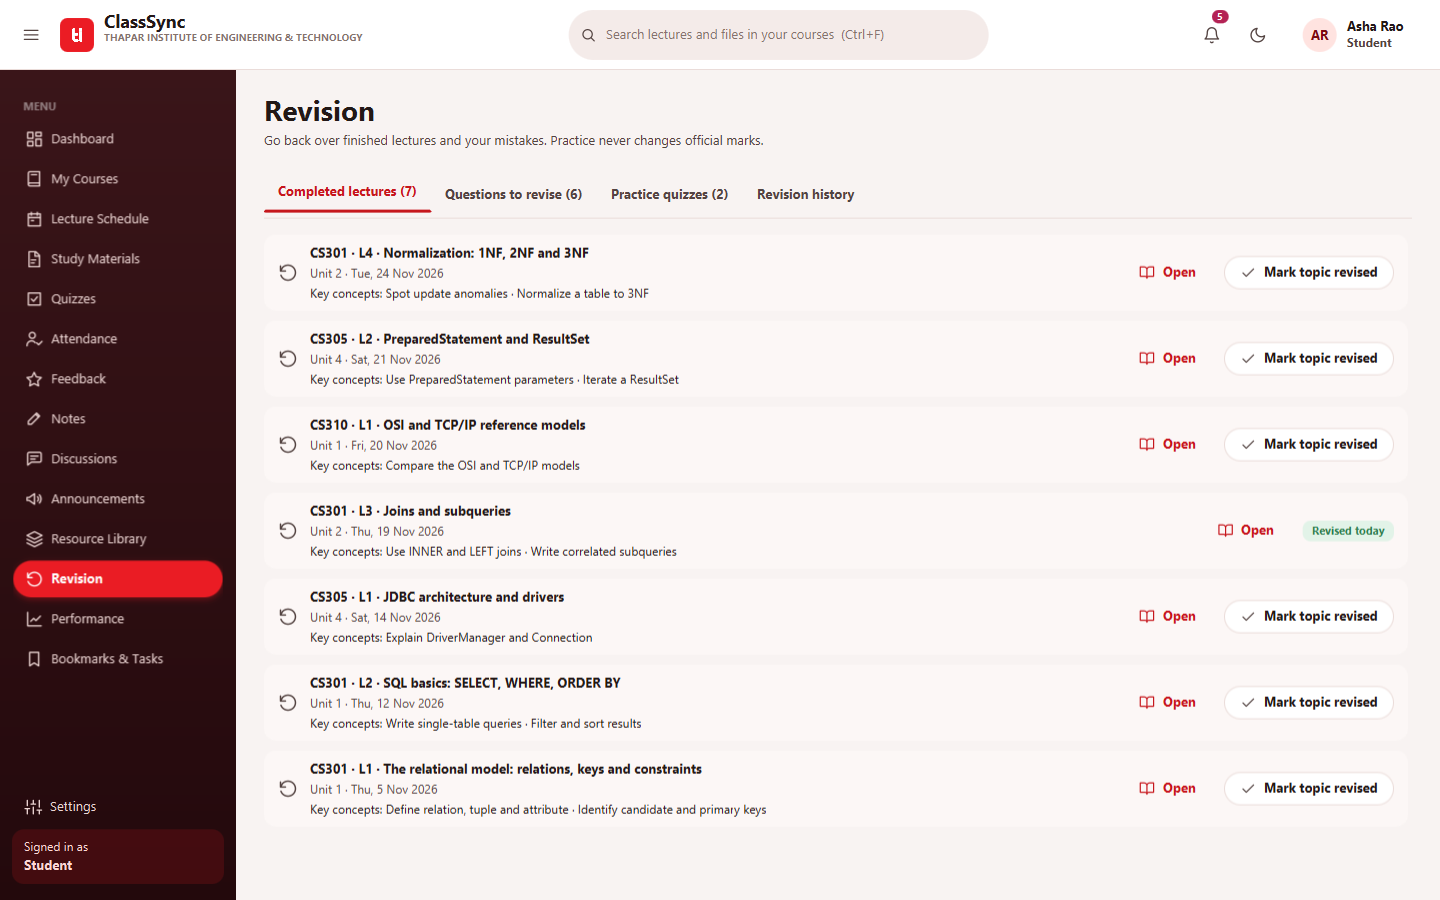 ClassSync
THAPAR INSTITUTE OF ENGINEERING & TECHNOLOGY
Search lectures and files in your courses (Ctrl+F)
5
AR
Asha Rao
Student
MENU
Dashboard
My Courses
Lecture Schedule
Study Materials
Quizzes
Attendance
Feedback
Notes
Discussions
Announcements
Resource Library
Revision
Performance
Bookmarks & Tasks
Settings
Signed in as
Student
Revision
Go back over finished lectures and your mistakes. Practice never changes official marks.
Completed lectures (7) Questions to revise (6) Practice quizzes (2) Revision history
CS301 · L4 · Normalization: 1NF, 2NF and 3NF
Unit 2 · Tue, 24 Nov 2026
Key concepts: Spot update anomalies · Normalize a table to 3NF
Open Mark topic revised
CS305 · L2 · PreparedStatement and ResultSet
Unit 4 · Sat, 21 Nov 2026
Key concepts: Use PreparedStatement parameters · Iterate a ResultSet
Open Mark topic revised
CS310 · L1 · OSI and TCP/IP reference models
Unit 1 · Fri, 20 Nov 2026
Key concepts: Compare the OSI and TCP/IP models
Open Mark topic revised
CS301 · L3 · Joins and subqueries
Unit 2 · Thu, 19 Nov 2026
Key concepts: Use INNER and LEFT joins · Write correlated subqueries
Open Revised today
CS305 · L1 · JDBC architecture and drivers
Unit 4 · Sat, 14 Nov 2026
Key concepts: Explain DriverManager and Connection
Open Mark topic revised
CS301 · L2 · SQL basics: SELECT, WHERE, ORDER BY
Unit 1 · Thu, 12 Nov 2026
Key concepts: Write single-table queries · Filter and sort results
Open Mark topic revised
CS301 · L1 · The relational model: relations, keys and constraints
Unit 1 · Thu, 5 Nov 2026
Key concepts: Define relation, tuple and attribute · Identify candidate and primary keys
Open Mark topic revised